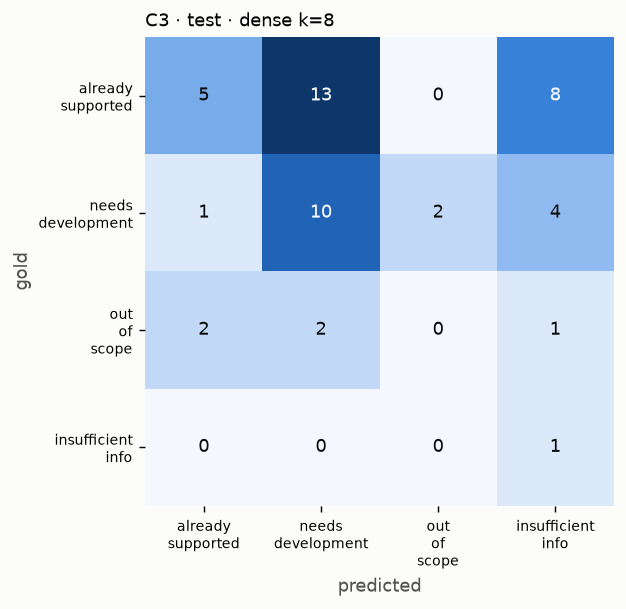 C3 · test · dense k=8
already
supported
5
13
0
8
needs
development
1
10
2
4
out
of
scope
2
2
0
1
insufficient
info
0
0
0
1
gold
already
supported
needs
development
out
of
scope
insufficient
info
predicted